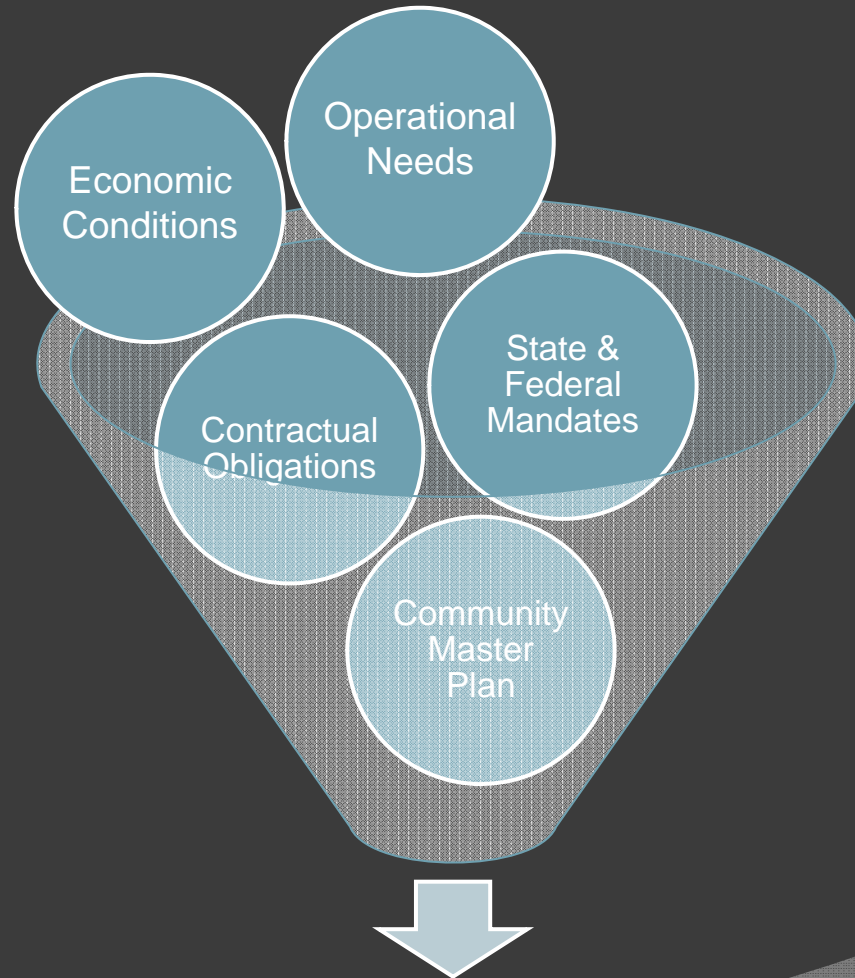 Operational
Needs
Economic
Conditions
State &
Federal
Mandates
Contractual
Obligations
Community
Master
Plan